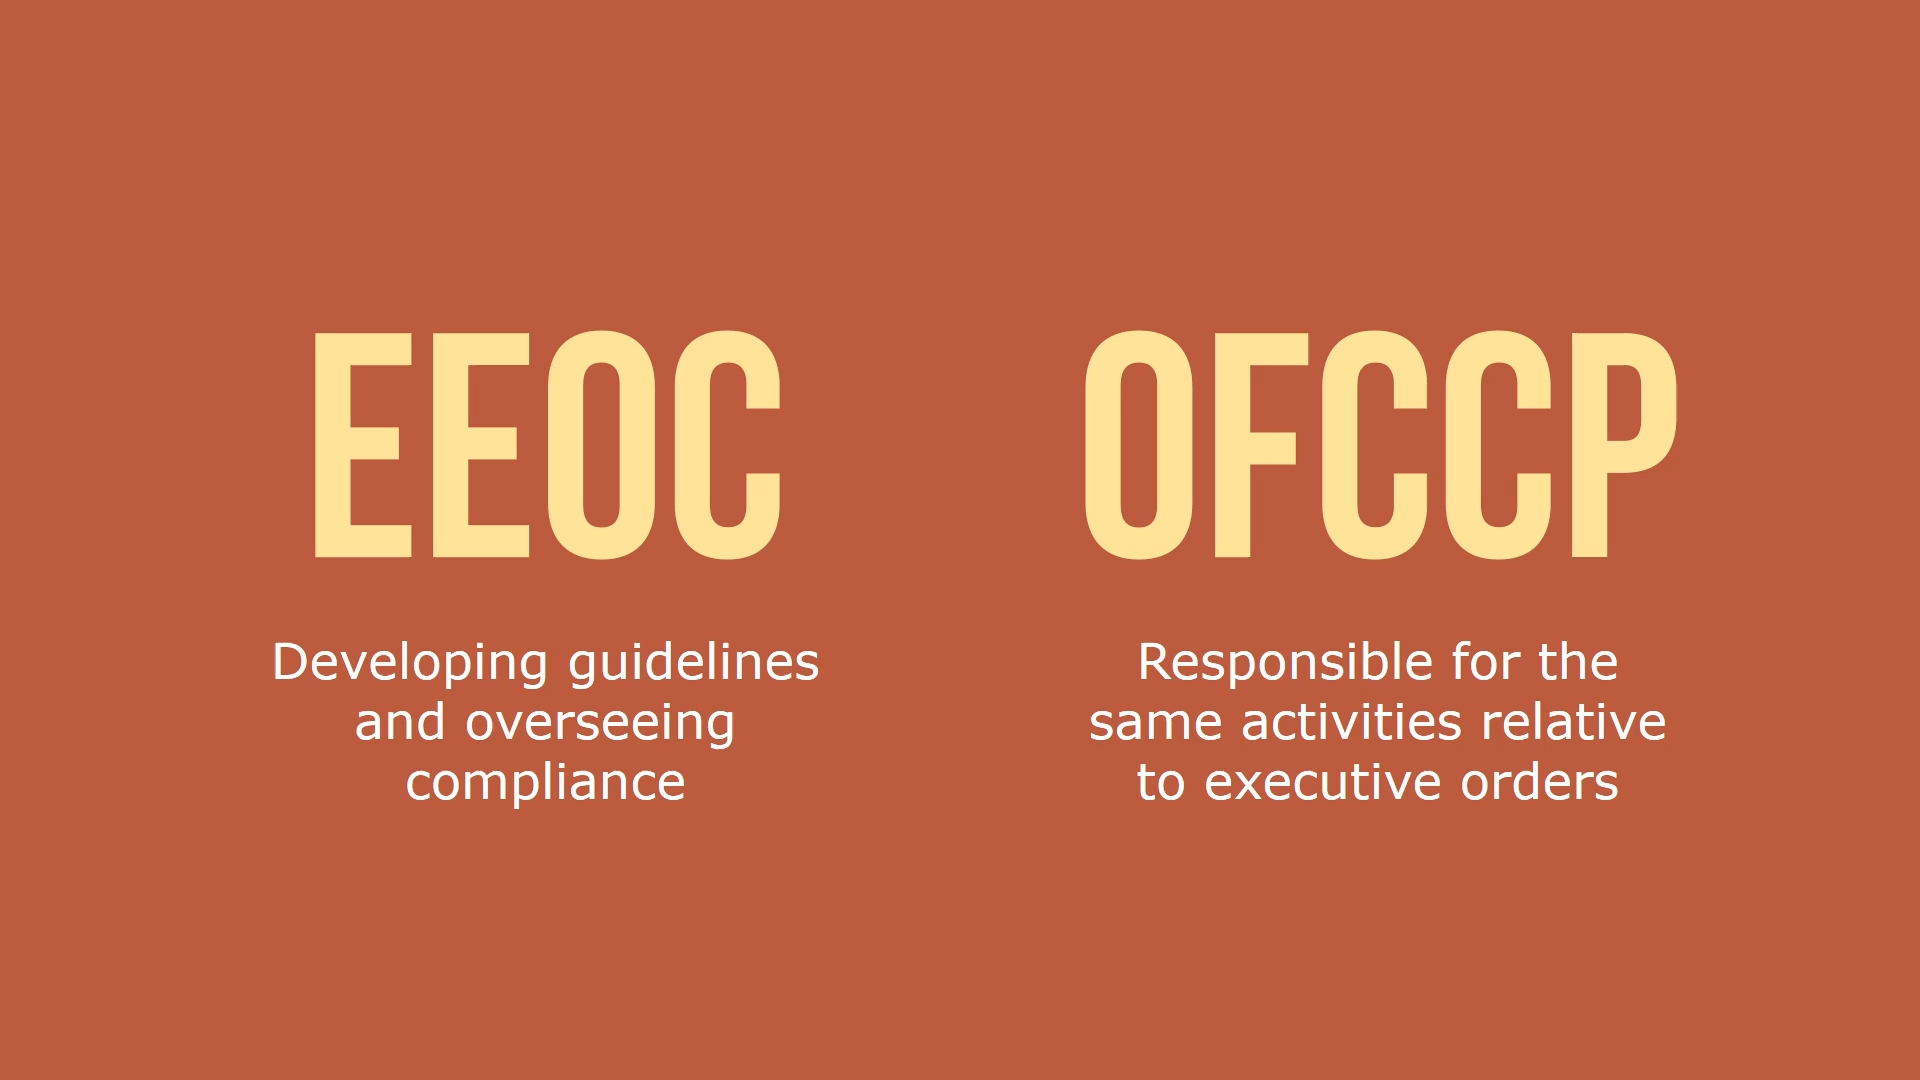 EEOC
Developing guidelines
and overseeing
compliance
OFCCP
Responsible for the
same activities relative
to executive orders